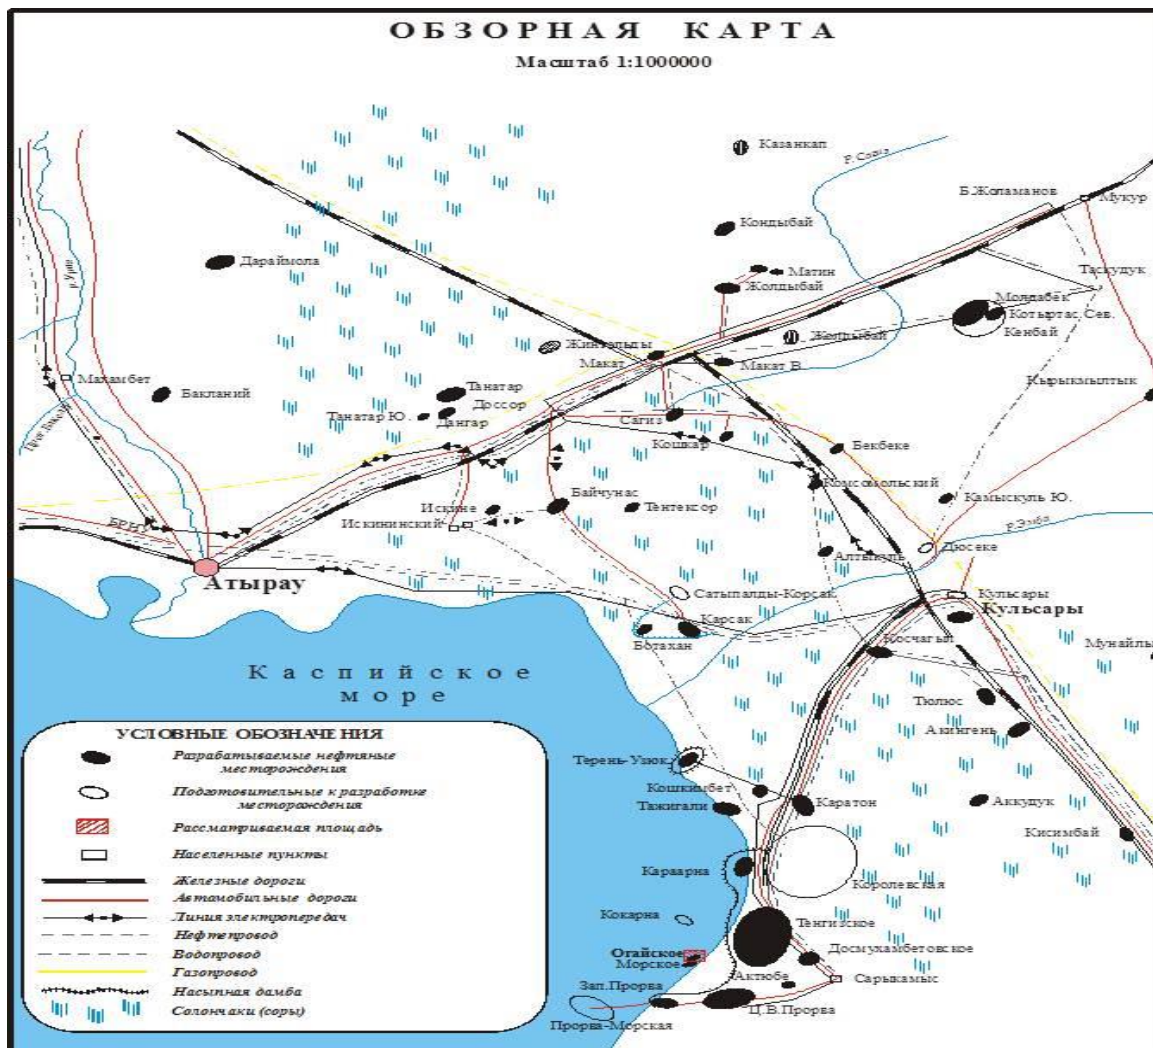 ОБЗОРНАЯ КАРТА
Масштаб 1:1000000
Казанкап
Б.Жоламанов
Мукур
Кондыбай
р.Урал
Дараймола
Матин
Жолдыбай
Таскудук
Молдабек
Котыртас Сев.
Кенбай
Жингельды
Жолдыбай
Макат
Макат В.
Маламбет
Бакланий
Танатар
Доссор
Танатар Ю.
Дангар
Сагиз
Кошкар
Кырыкмылтык
Бекбеке
Комсомольский
Камыскуль Ю.
Искине
Байчунас
Тентексор
Искининский
р.Эмба
Дюсеке
Алтыкуль
Атырау
Сатыпалды-Корсак
Кульсары
Кульсары
Карсак
Ботахан
Косчагыл
Мунайлы
Каспийское
море
Тюлюс
Акингень
Терень-Узюк
Кошкимбет
Тажигали
Каратон
Аккудук
Кисимбай
Караарна
Королевская
Кокарна
Тенгизское
Огайское
Морское
Досмухамбетовское
Актюбе
Сарыкамыс
Зап.Прорва
Ц.В.Прорва
Прорва-Морская
УСЛОВНЫЕ ОБОЗНАЧЕНИЯ
Разрабатываемые нефтяные
месторождения
Подготовительные к разработке
месторождения
Рассматриваемая площадь
Населенные пункты
Железные дороги
Автамобильные дороги
Линия электропередач
Нефтепровод
Водопровод
Газопровод
Насыпная дамба
Солончаки (соры)